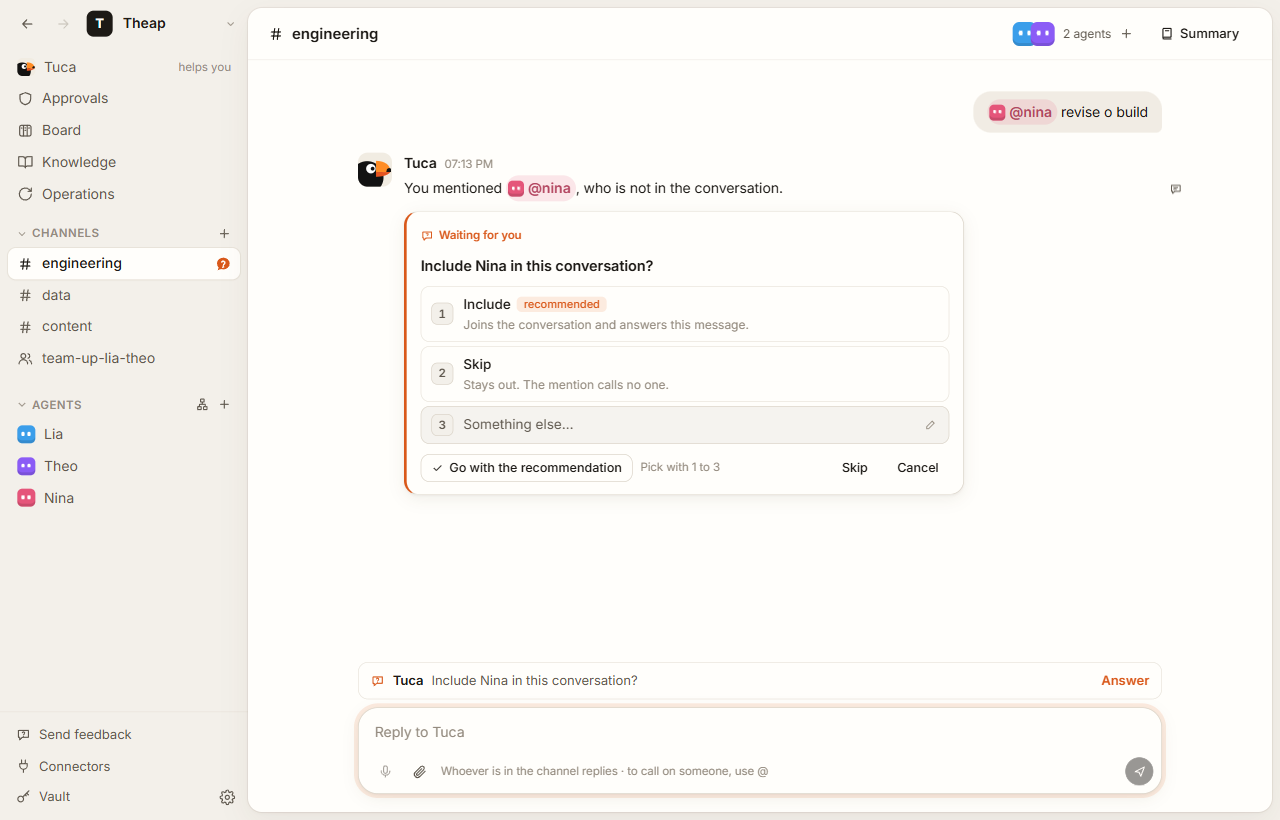 T Theap
Tuca helps you
Approvals
Board
Knowledge
Operations
CHANNELS
# engineering ?
# data
# content
team-up-lia-theo
AGENTS
Lia
Theo
Nina
Send feedback
Connectors
Vault
# engineering
2 agents + Summary
@nina revise o build
Tuca 07:13 PM
You mentioned @nina , who is not in the conversation.
Waiting for you
Include Nina in this conversation?
1 Include recommended
Joins the conversation and answers this message.
2 Skip
Stays out. The mention calls no one.
3 Something else...
Go with the recommendation Pick with 1 to 3 Skip Cancel
Tuca Include Nina in this conversation? Answer
Reply to Tuca
Whoever is in the channel replies · to call on someone, use @